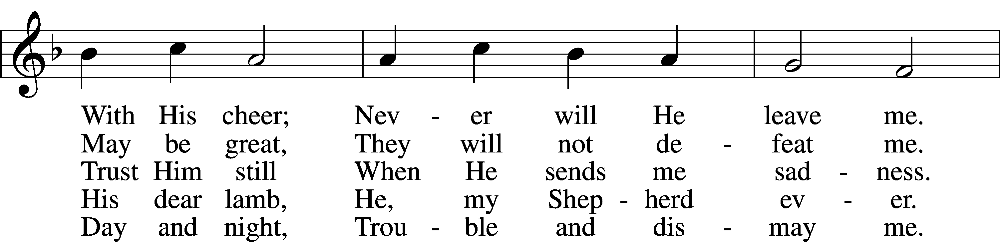 With His cheer; Nev - er will He leave me.
May be great, They will not de - feat me.
Trust Him still When He sends me sad - ness.
His dear lamb, He, my Shep - herd ev - er.
Day and night, Trou - ble and dis - may me.